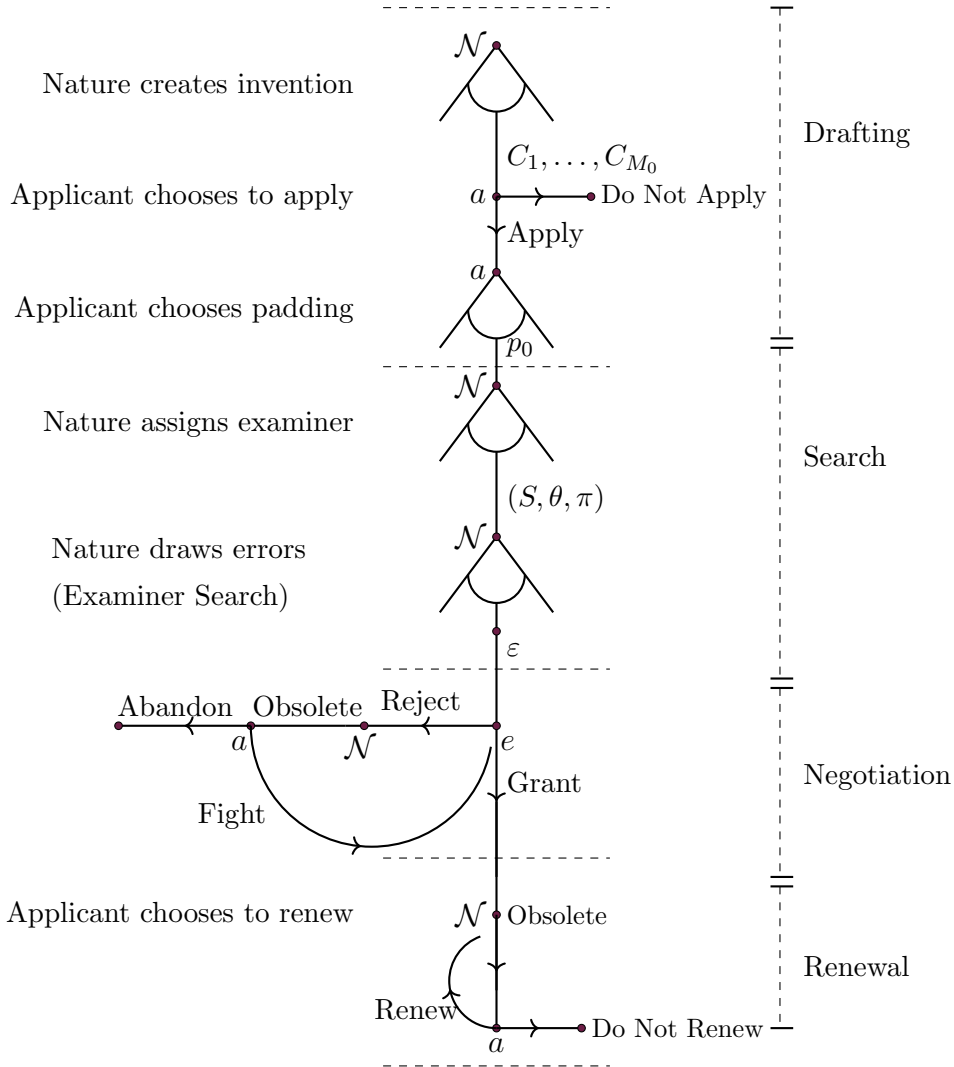 𝒩
Nature creates invention
Drafting
C₁, …, C_{M₀}
Applicant chooses to apply
a
Do Not Apply
Apply
a
Applicant chooses padding
p₀
𝒩
Nature assigns examiner
Search
(S, θ, π)
𝒩
Nature draws errors
(Examiner Search)
ε
Abandon
Obsolete
Reject
a
𝒩
e
Negotiation
Grant
Fight
Applicant chooses to renew
𝒩
Obsolete
Renewal
Renew
Do Not Renew
a